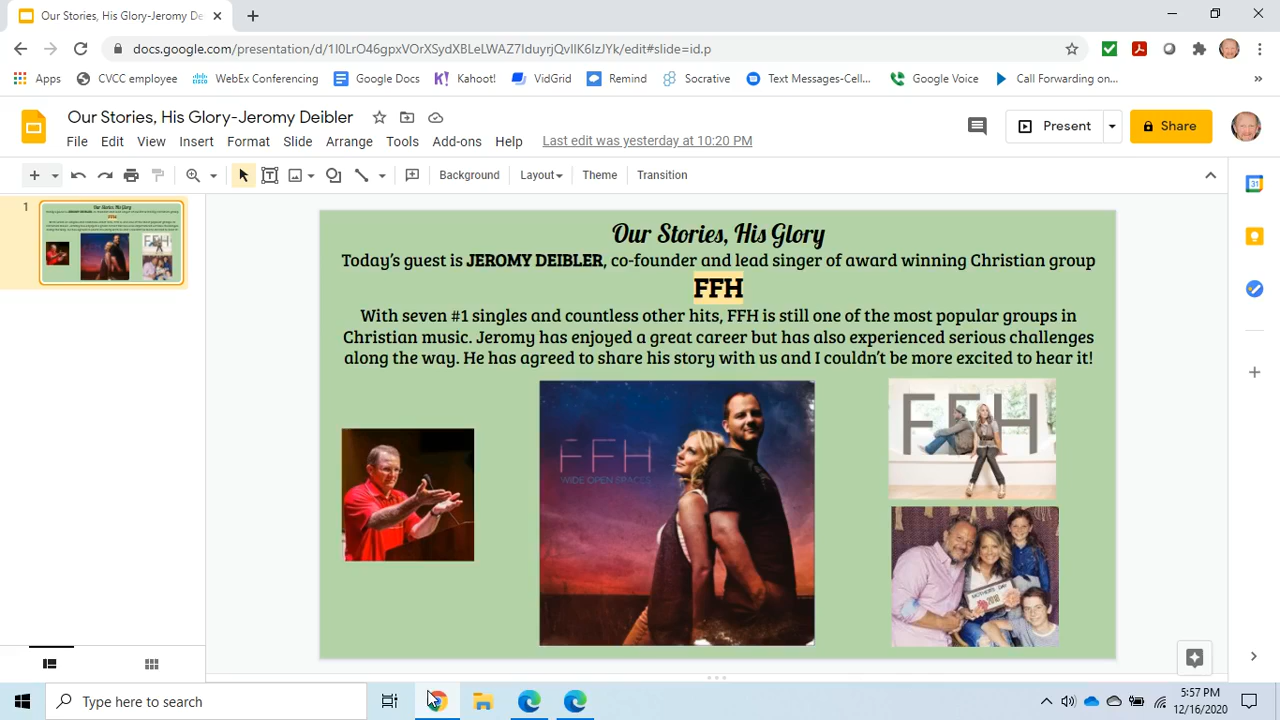 Our Stories, His Glory-Jeromy De
docs.google.com/presentation/d/1I0LrO46gpxVOrXSydXBLeLWAZ7IduyrjQvIlK6IzJYk/edit#slide=id.p
Apps
CVCC employee
WebEx Conferencing
Google Docs
Kahoot!
VidGrid
Remind
Socrative
Text Messages-Cell...
Google Voice
Call Forwarding on...
»
Our Stories, His Glory-Jeromy Deibler
Present
Share
File Edit View Insert Format Slide Arrange Tools Add-ons Help Last edit was yesterday at 10:20 PM
Background Layout Theme Transition
1
Our Stories, His Glory
Today's guest is JEROMY DEIBLER, co-founder and lead singer of award winning Christian group
FFH
With seven #1 singles and countless other hits, FFH is still one of the most popular groups in
Christian music. Jeromy has enjoyed a great career but has also experienced serious challenges
along the way. He has agreed to share his story with us and I couldn't be more excited to hear it!
FFH
WIDE OPEN SPACES
FFH
MOTHER'S DAY
2018
31
Type here to search
5:57 PM
12/16/2020